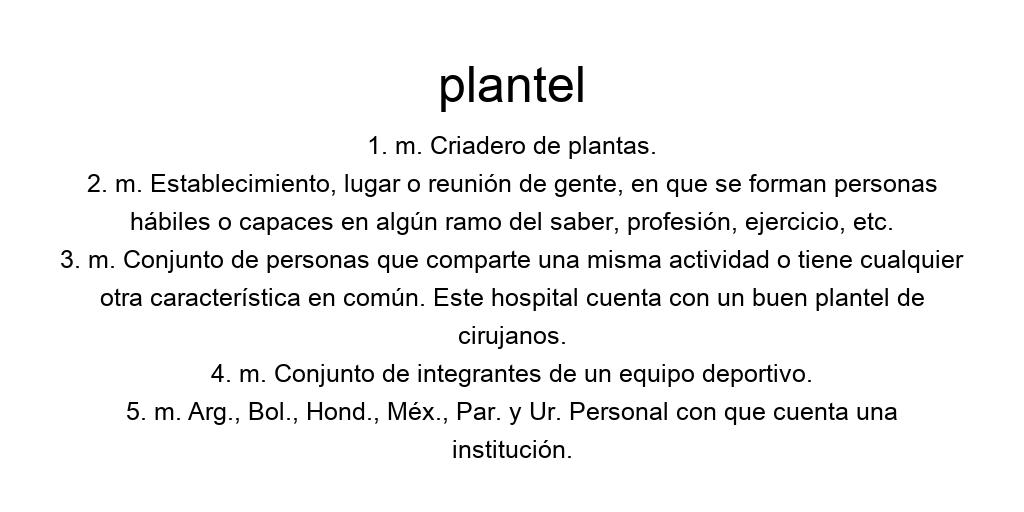 plantel
1. m. Criadero de plantas.
2. m. Establecimiento, lugar o reunión de gente, en que se forman personas
hábiles o capaces en algún ramo del saber, profesión, ejercicio, etc.
3. m. Conjunto de personas que comparte una misma actividad o tiene cualquier
otra característica en común. Este hospital cuenta con un buen plantel de
cirujanos.
4. m. Conjunto de integrantes de un equipo deportivo.
5. m. Arg., Bol., Hond., Méx., Par. y Ur. Personal con que cuenta una
institución.